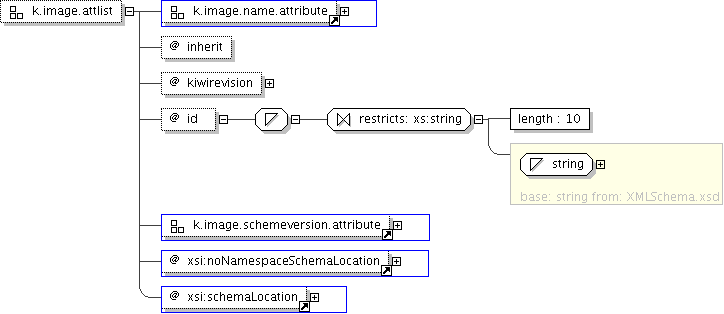 k.image.attlist
k.image.name.attribute
@ inherit
@ kiwirevision
@ id
restricts: xs:string
length : 10
string
base: string from: XMLSchema.xsd
k.image.schemeversion.attribute
@ xsi:noNamespaceSchemaLocation
@ xsi:schemaLocation